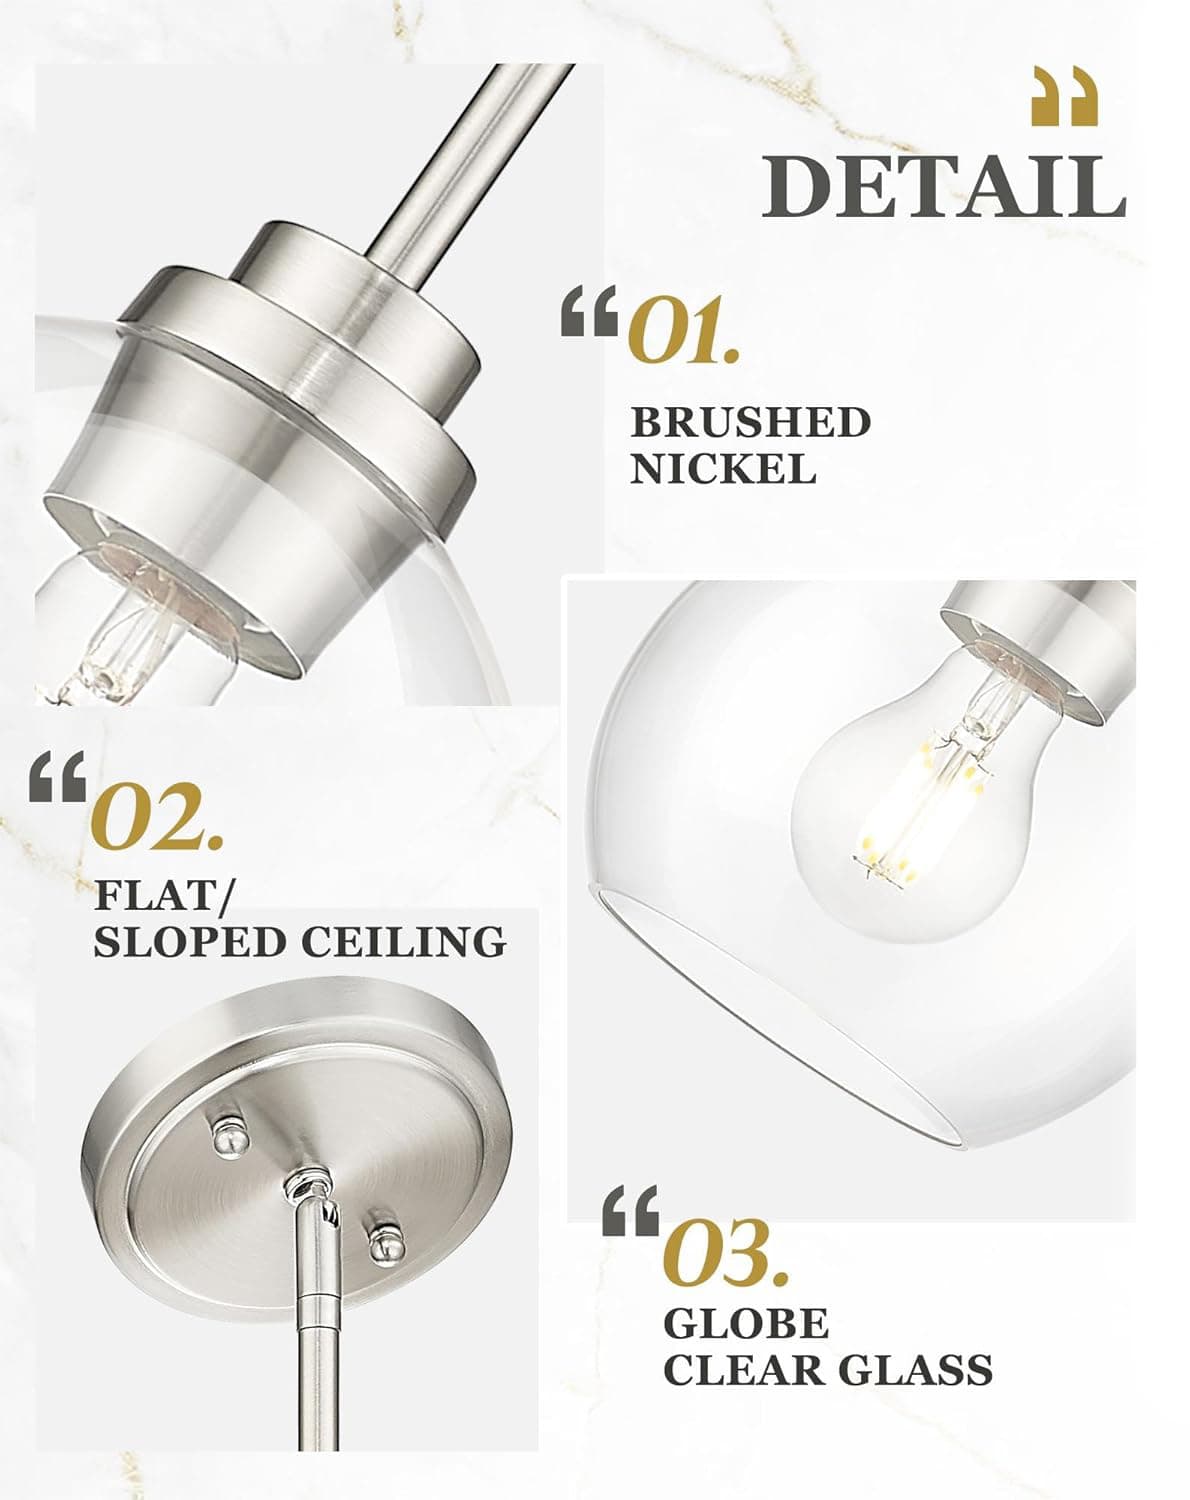 DETAIL
“01.
BRUSHED
NICKEL
“02.
FLAT/
SLOPED CEILING
“03.
GLOBE
CLEAR GLASS